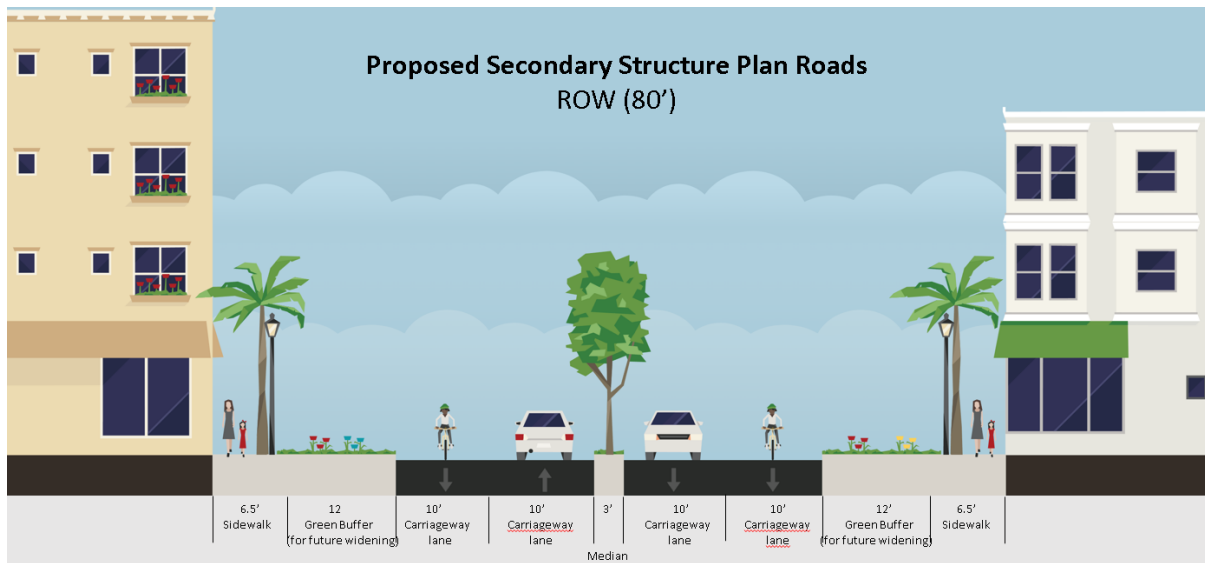 Proposed Secondary Structure Plan Roads
ROW (80’)
6.5’
Sidewalk
12
Green Buffer
(for future widening)
10’
Carriageway
lane
10’
Carriageway
lane
3’
Median
10’
Carriageway
lane
10’
Carriageway
lane
12’
Green Buffer
(for future widening)
6.5’
Sidewalk